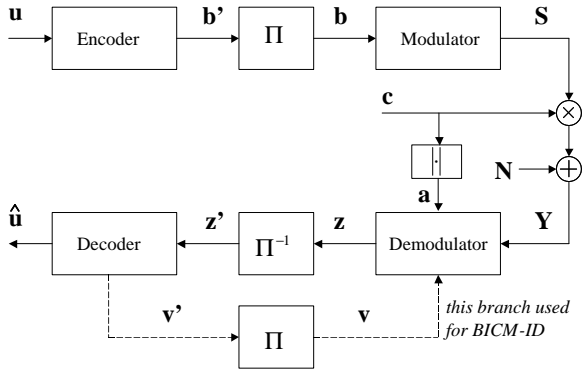 u
Encoder
b'
Π
b
Modulator
S
c
×
|·|
N
+
a
û
Decoder
z'
Π⁻¹
z
Demodulator
Y
v'
Π
v
this branch used
for BICM-ID